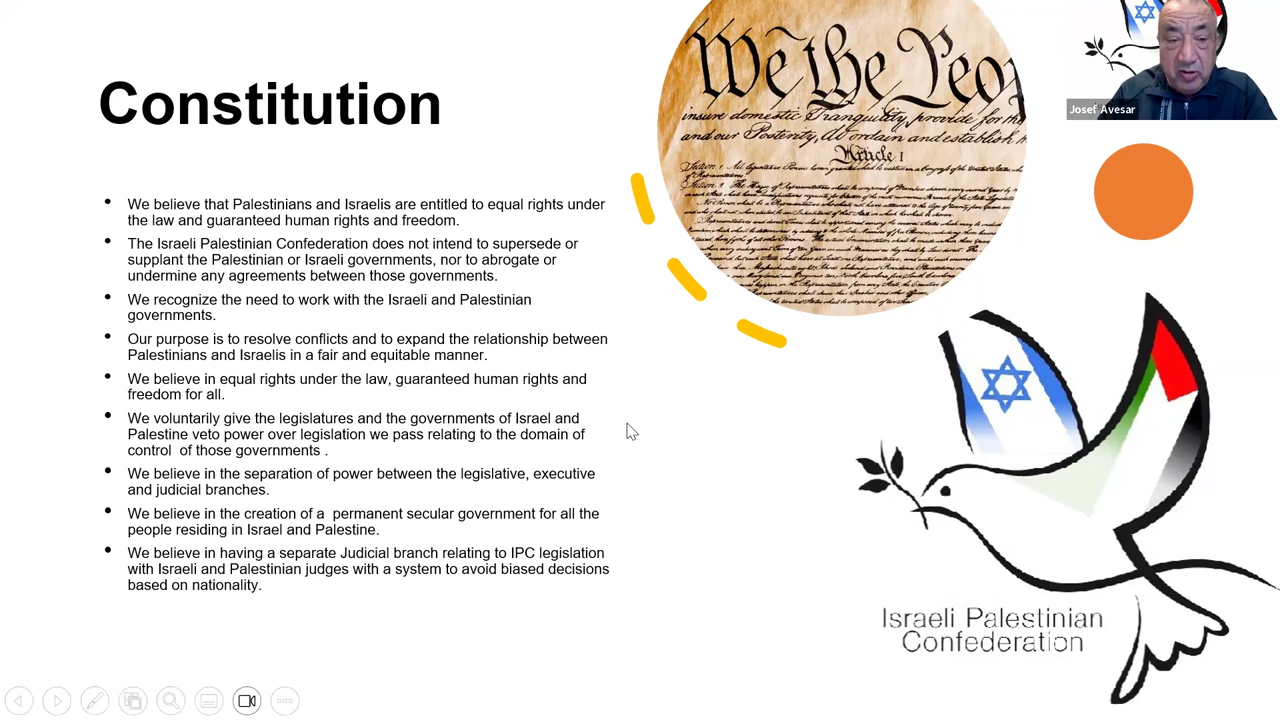 Constitution
We believe that Palestinians and Israelis are entitled to equal rights under
the law and guaranteed human rights and freedom.
The Israeli Palestinian Confederation does not intend to supersede or
supplant the Palestinian or Israeli governments, nor to abrogate or
undermine any agreements between those governments.
We recognize the need to work with the Israeli and Palestinian
governments.
Our purpose is to resolve conflicts and to expand the relationship between
Palestinians and Israelis in a fair and equitable manner.
We believe in equal rights under the law, guaranteed human rights and
freedom for all.
We voluntarily give the legislatures and the governments of Israel and
Palestine veto power over legislation we pass relating to the domain of
control of those governments .
We believe in the separation of power between the legislative, executive
and judicial branches.
We believe in the creation of a permanent secular government for all the
people residing in Israel and Palestine.
We believe in having a separate Judicial branch relating to IPC legislation
with Israeli and Palestinian judges with a system to avoid biased decisions
based on nationality.
We the Peo
insure domestic Tranquility, provide for the
and our Posterity, do ordain and establish
Article I
Josef Avesar
Israeli Palestinian
Confederation